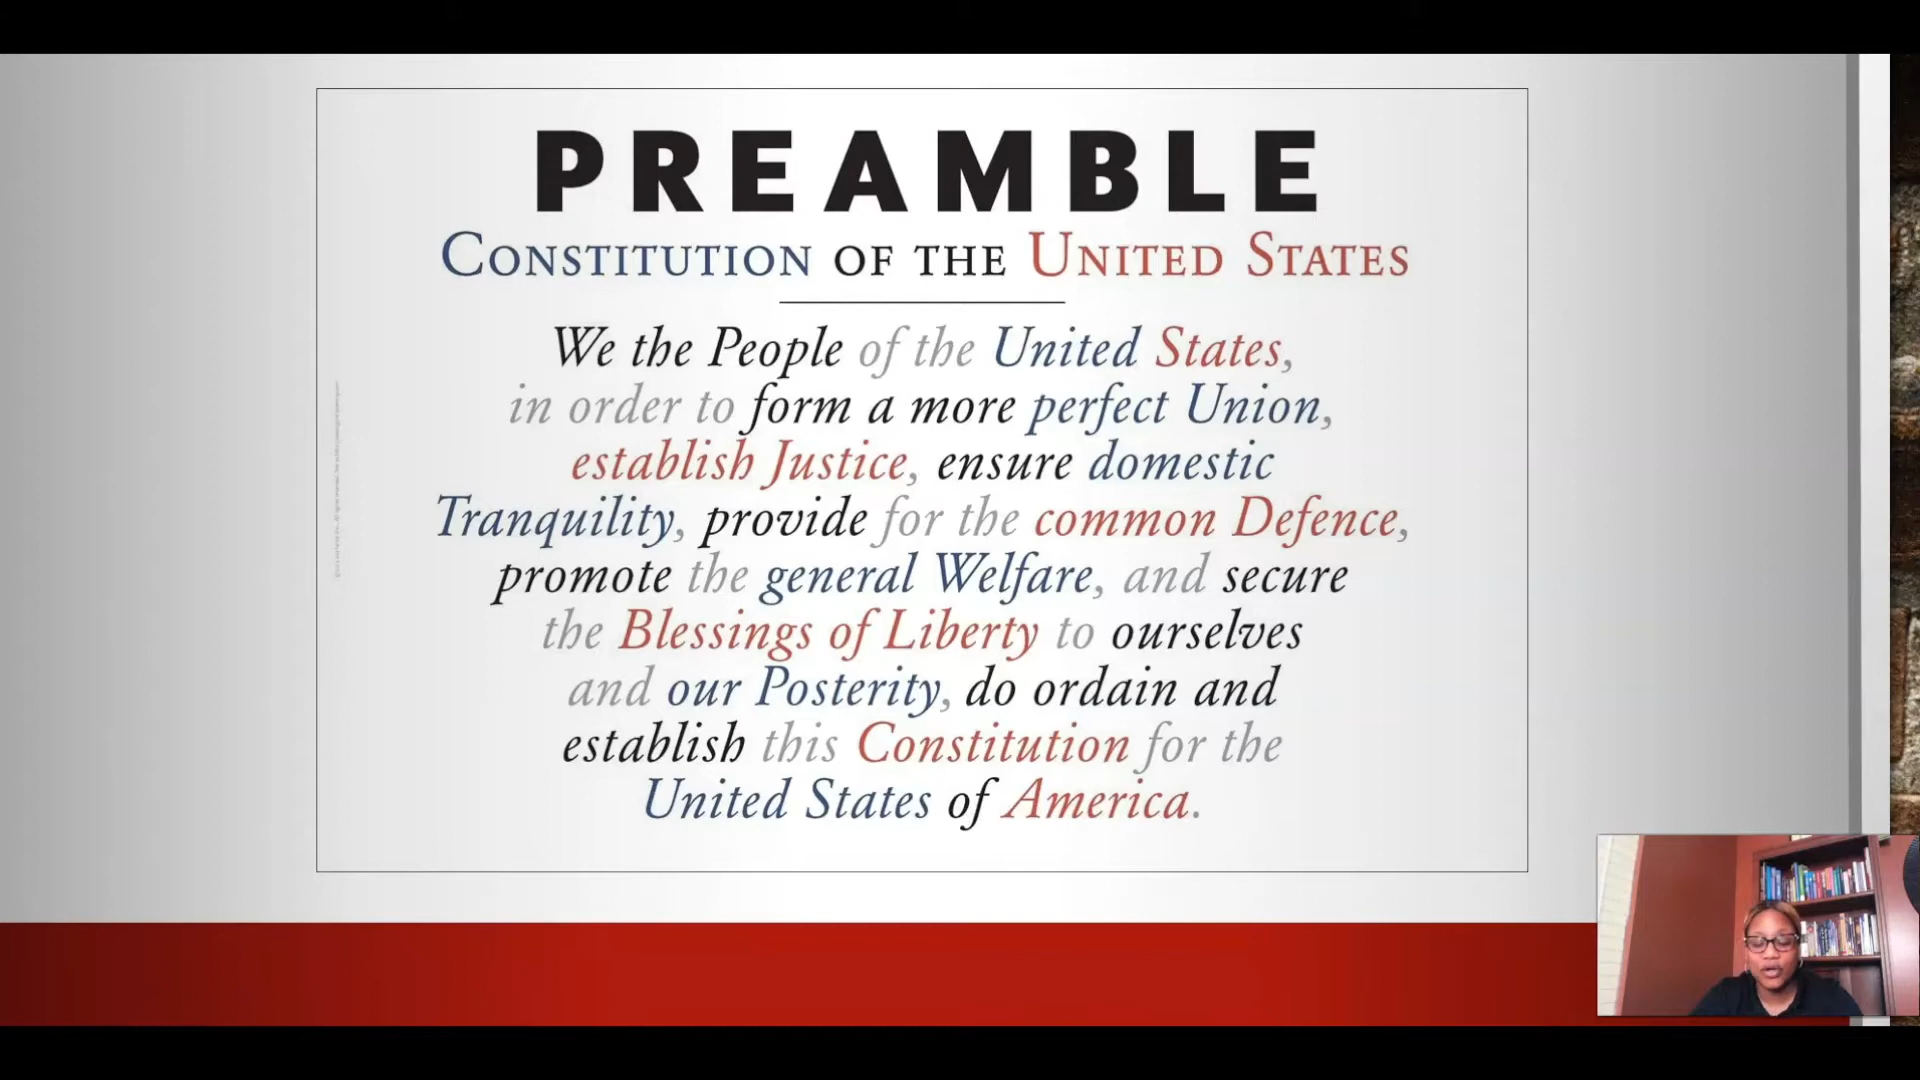 PREAMBLE
CONSTITUTION OF THE UNITED STATES
We the People of the United States,
in order to form a more perfect Union,
establish Justice, ensure domestic
Tranquility, provide for the common Defence,
promote the general Welfare, and secure
the Blessings of Liberty to ourselves
and our Posterity, do ordain and
establish this Constitution for the
United States of America.